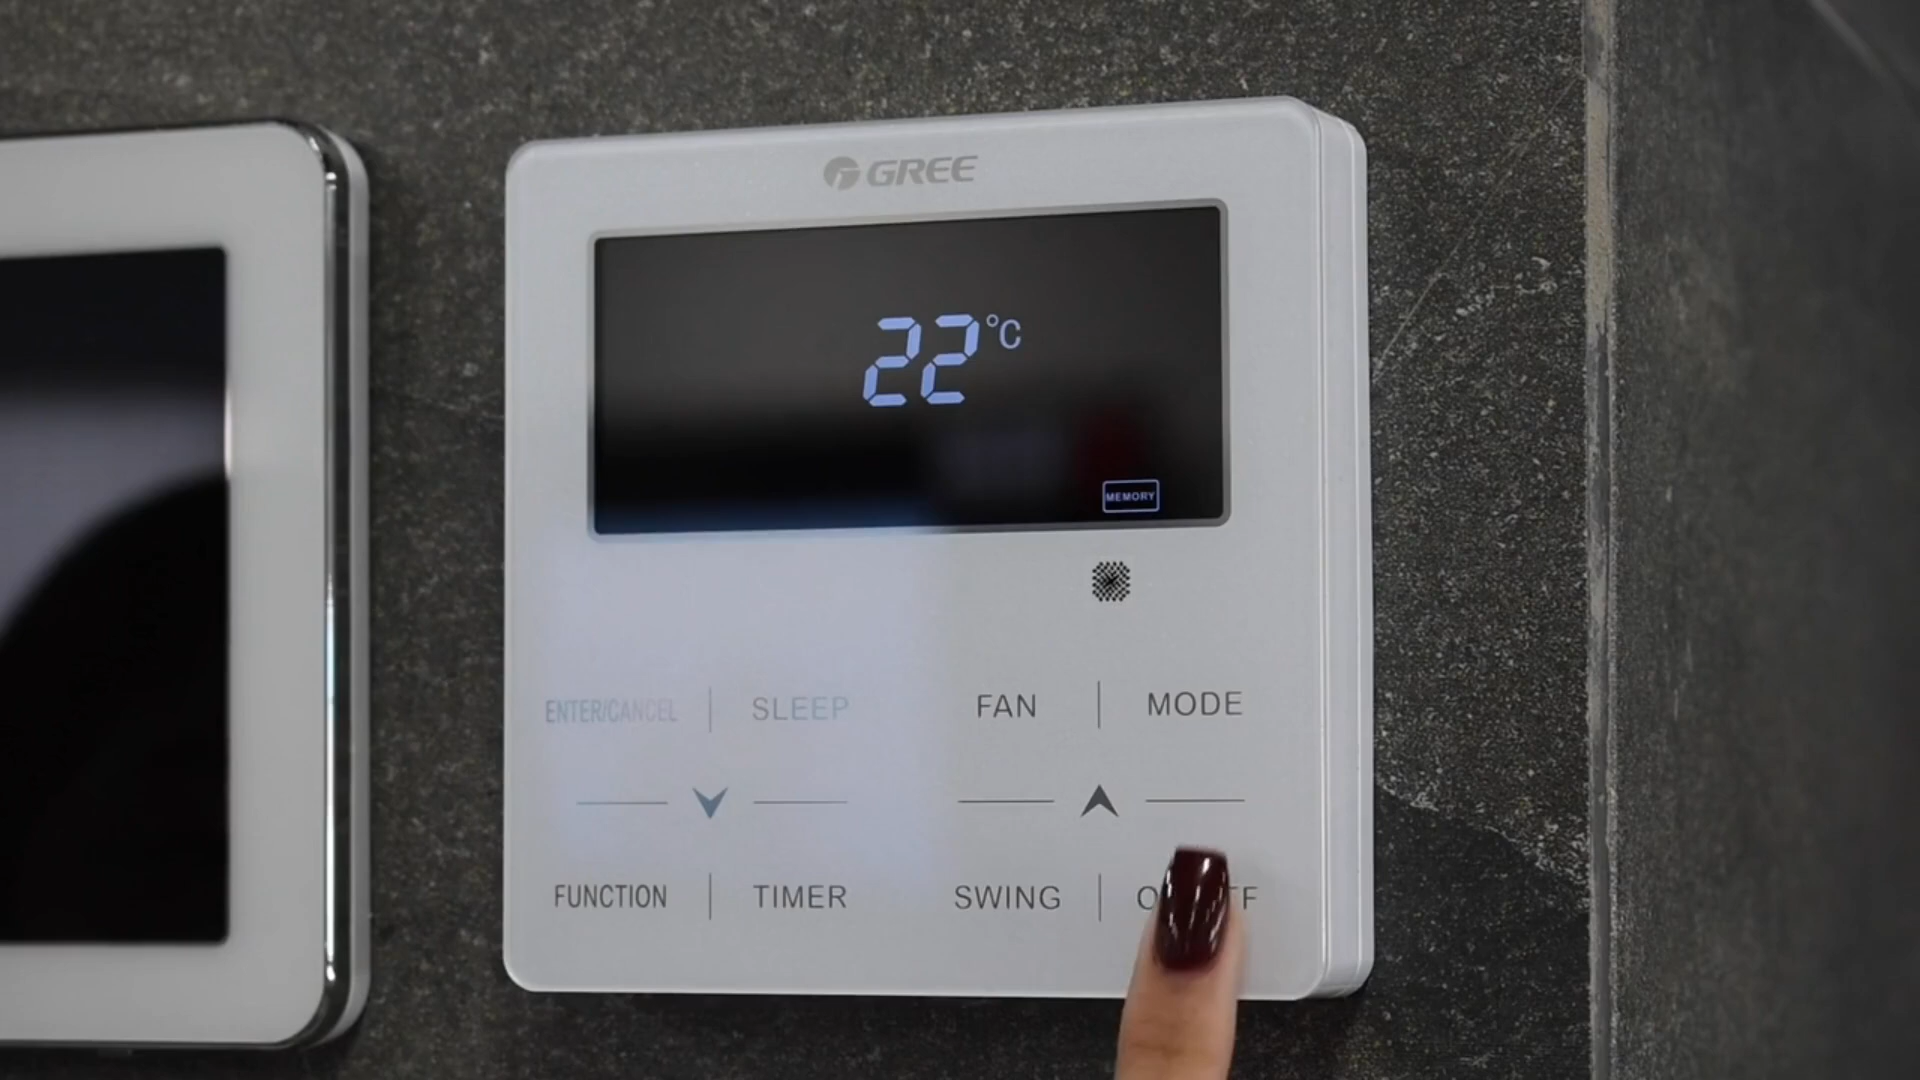 GREE
22°C
MEMORY
ENTER/CANCEL SLEEP FAN MODE
FUNCTION TIMER SWING